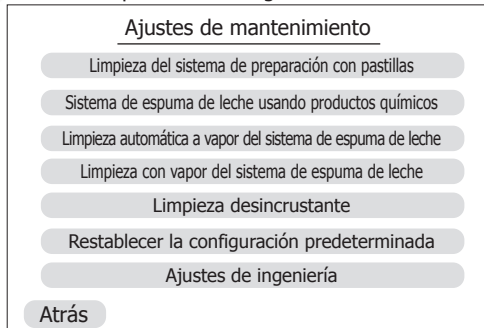 Ajustes de mantenimiento
Limpieza del sistema de preparación con pastillas
Sistema de espuma de leche usando productos químicos
Limpieza automática a vapor del sistema de espuma de leche
Limpieza con vapor del sistema de espuma de leche
Limpieza desincrustante
Restablecer la configuración predeterminada
Ajustes de ingeniería
Atrás